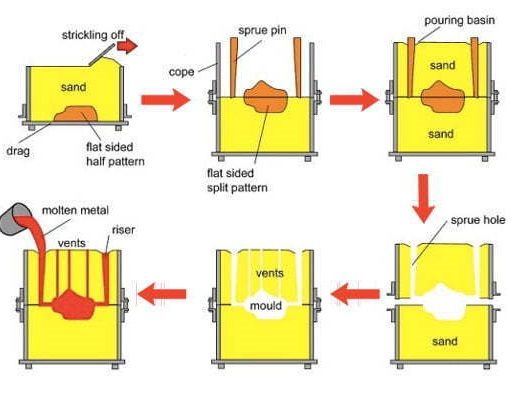 strickling off
sand
drag
flat sided
half pattern
sprue pin
cope
flat sided
split pattern
pouring basin
sand
sand
sprue hole
sand
vents
mould
molten metal
vents
riser